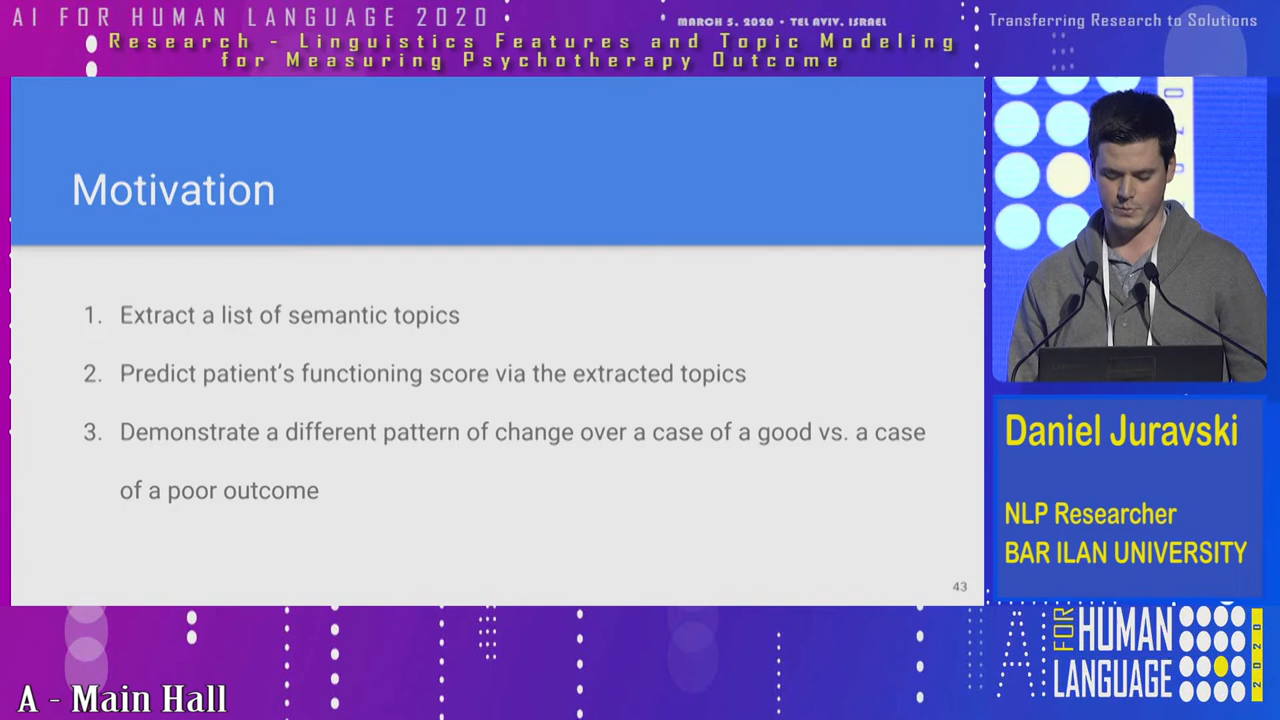 AI FOR HUMAN LANGUAGE 2020
MARCH 5, 2020 • TEL AVIV, ISRAEL
Transferring Research to Solutions
Research - Linguistics Features and Topic Modeling
for Measuring Psychotherapy Outcome
Motivation
1. Extract a list of semantic topics
2. Predict patient's functioning score via the extracted topics
3. Demonstrate a different pattern of change over a case of a good vs. a case
of a poor outcome
43
Daniel Juravski
NLP Researcher
BAR ILAN UNIVERSITY
AI FOR HUMAN
LANGUAGE
2020
A - Main Hall